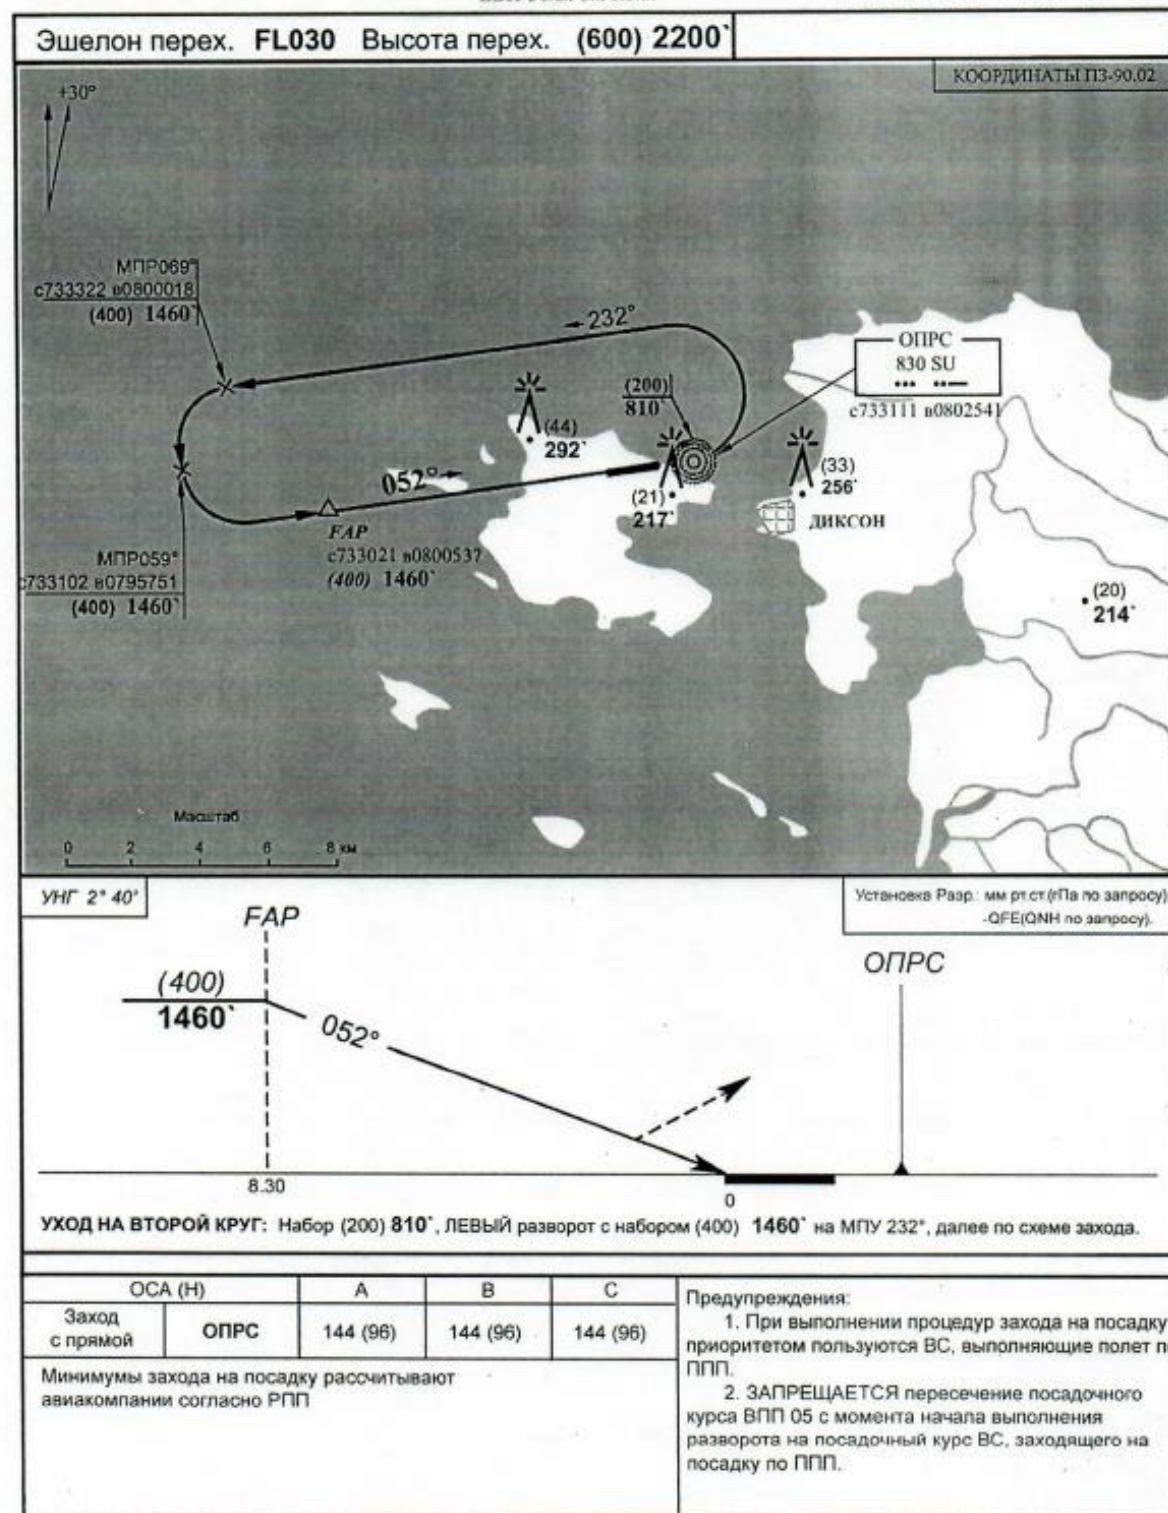 Эшелон перех. FL030 Высота перех. (600) 2200`
КООРДИНАТЫ ПЗ-90.02
+30°
МПР069°
с733322 в0800018
(400) 1460`
232°
ОПРС
830 SU
••• ••—
с733111 в0802541
(200)
810`
(44)
292`
(33)
256`
052°
(21)
217`
ДИКСОН
FAP
с733021 в0800537
(400) 1460`
МПР059°
с733102 в0795751
(400) 1460`
(20)
214`
Масштаб
0 2 4 6 8 км
УНГ 2° 40'
Установка Разр.: мм рт.ст.(гПа по запросу)
-QFE(QNH по запросу).
FAP
ОПРС
(400)
1460`
052°
8.30
0
УХОД НА ВТОРОЙ КРУГ: Набор (200) 810`, ЛЕВЫЙ разворот с набором (400) 1460` на МПУ 232°, далее по схеме захода.
ОСА (Н) А В С
Заход
с прямой ОПРС 144 (96) 144 (96) 144 (96)
Минимумы захода на посадку рассчитывают
авиакомпании согласно РПП
Предупреждения:
1. При выполнении процедур захода на посадку
приоритетом пользуются ВС, выполняющие полет п
ППП.
2. ЗАПРЕЩАЕТСЯ пересечение посадочного
курса ВПП 05 с момента начала выполнения
разворота на посадочный курс ВС, заходящего на
посадку по ППП.